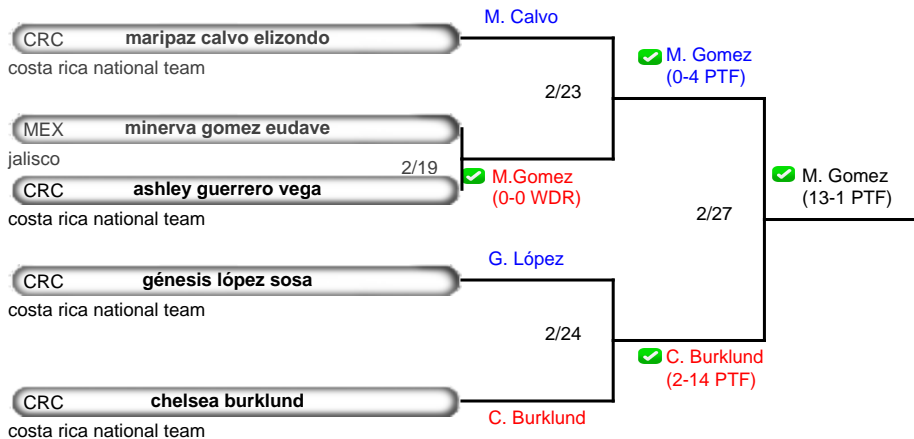 M. Calvo
CRC maripaz calvo elizondo
costa rica national team
M. Gomez
(0-4 PTF)
2/23
MEX minerva gomez eudave
jalisco
2/19
M.Gomez
(0-0 WDR)
CRC ashley guerrero vega
costa rica national team
M. Gomez
(13-1 PTF)
2/27
G. López
CRC génesis lópez sosa
costa rica national team
2/24
C. Burklund
(2-14 PTF)
CRC chelsea burklund
C. Burklund
costa rica national team